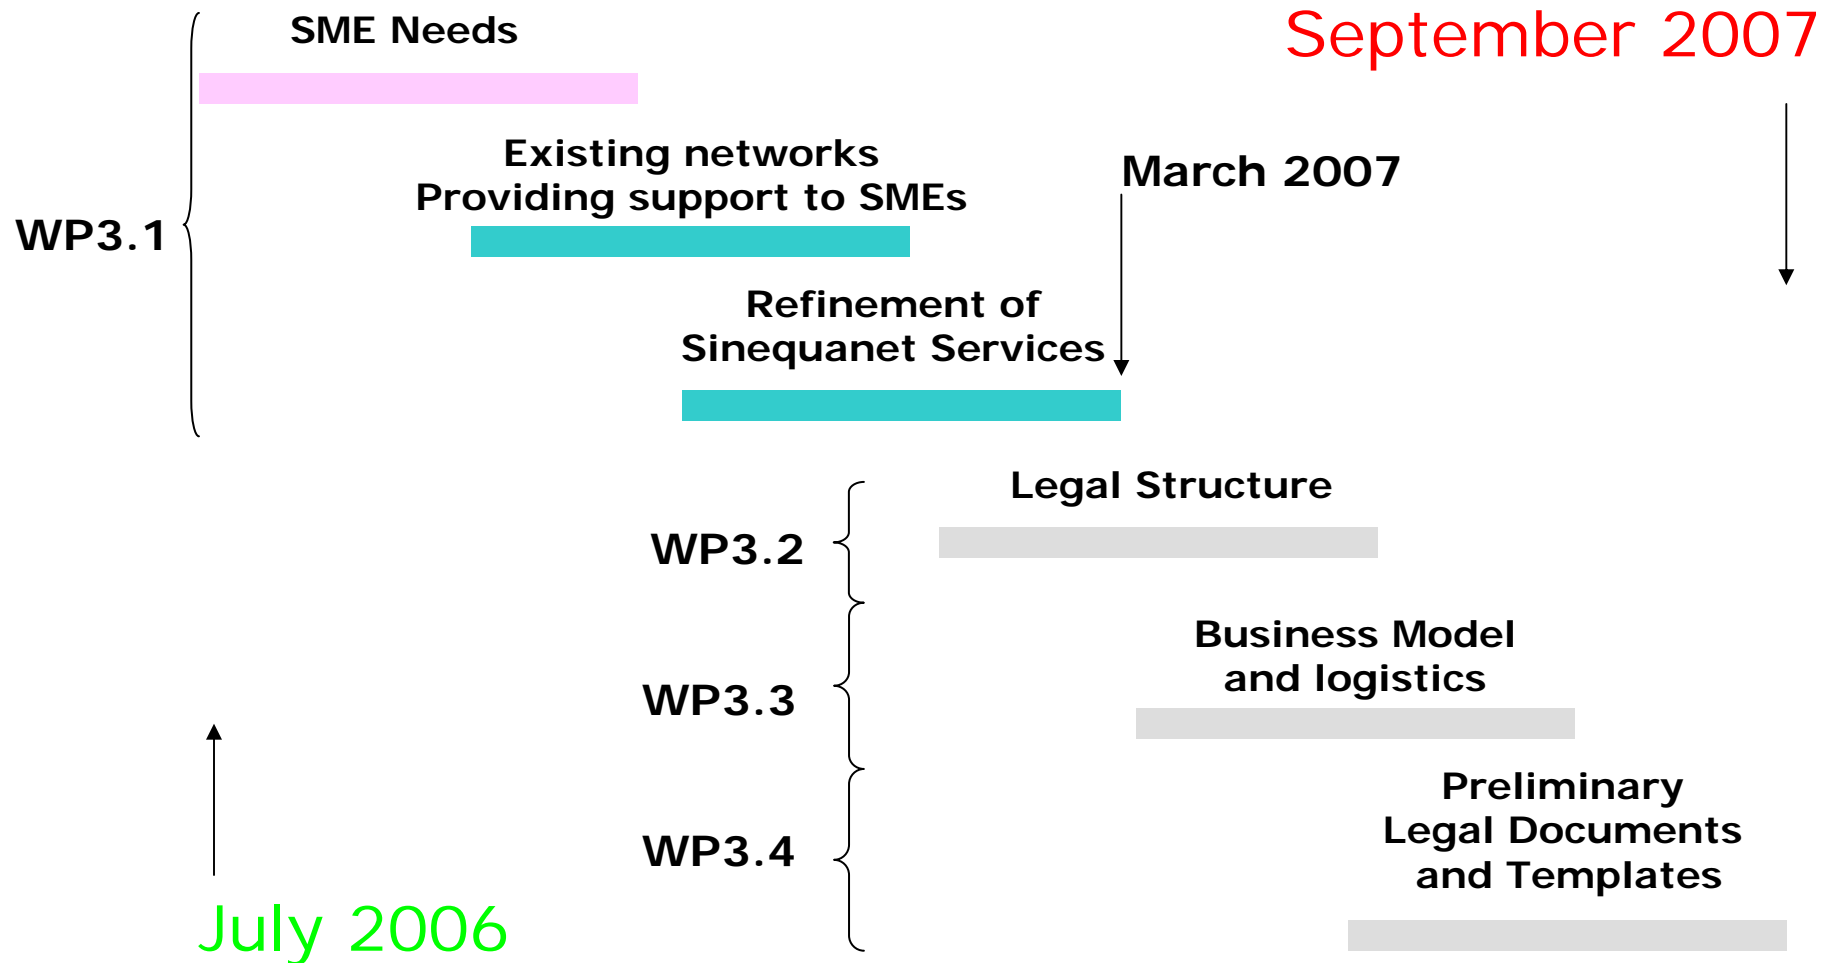 SME Needs
September 2007
Existing networks
Providing support to SMEs
March 2007
WP3.1
Refinement of
Sinequanet Services
Legal Structure
WP3.2
Business Model
and logistics
WP3.3
Preliminary
Legal Documents
and Templates
WP3.4
July 2006